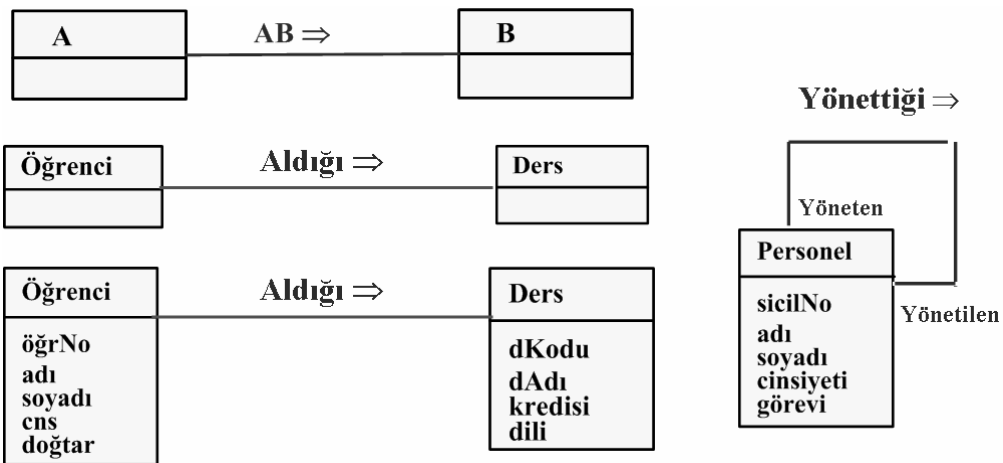 A
AB ⇒
B
Öğrenci
Aldığı ⇒
Ders
Öğrenci
öğrNo
adı
soyadı
cns
doğtar
Aldığı ⇒
Ders
dKodu
dAdı
kredisi
dili
Yönettiği ⇒
Yöneten
Personel
sicilNo
adı
soyadı
cinsiyeti
görevi
Yönetilen